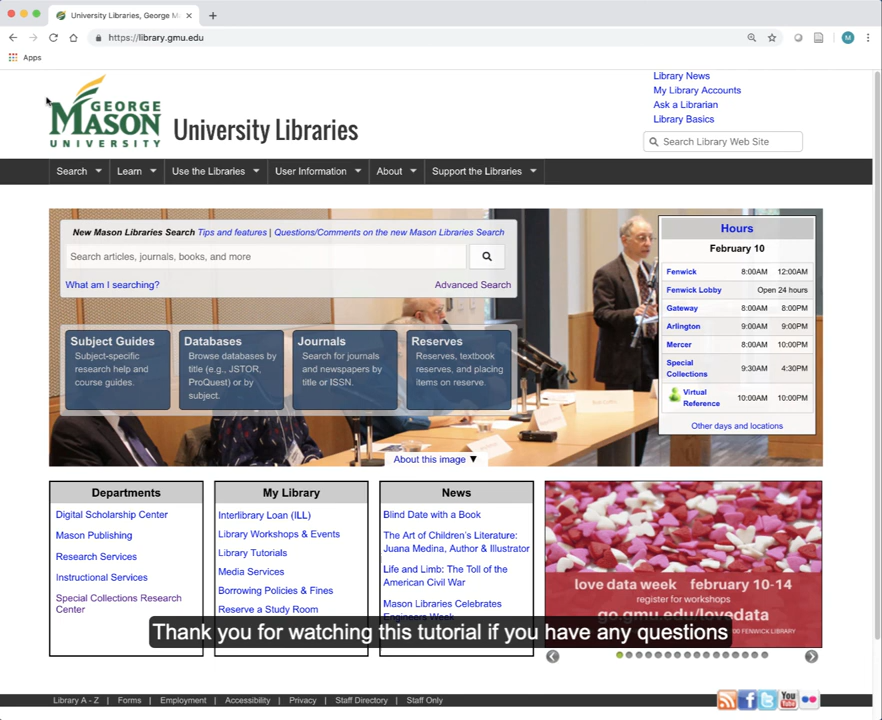 University Libraries, George M
https://library.gmu.edu
M
Apps
GEORGE
MASON
UNIVERSITY
University Libraries
Library News
My Library Accounts
Ask a Librarian
Library Basics
Search Library Web Site
Search Learn Use the Libraries User Information About Support the Libraries
New Mason Libraries Search Tips and features | Questions/Comments on the new Mason Libraries Search
Search articles, journals, books, and more
What am I searching? Advanced Search
Subject Guides
Subject-specific
research help and
course guides.
Databases
Browse databases by
title (e.g., JSTOR,
ProQuest) or by
subject.
Journals
Search for journals
and newspapers by
title or ISSN.
Reserves
Reserves, textbook
reserves, and placing
items on reserve.
Hours
February 10
Fenwick 8:00AM 12:00AM
Fenwick Lobby Open 24 hours
Gateway 8:00AM 8:00PM
Arlington 9:00AM 9:00PM
Mercer 8:00AM 10:00PM
Special
Collections 9:30AM 4:30PM
Virtual
Reference 10:00AM 10:00PM
Other days and locations
About this image ▼
Departments
Digital Scholarship Center
Mason Publishing
Research Services
Instructional Services
Special Collections Research
Center
My Library
Interlibrary Loan (ILL)
Library Workshops & Events
Library Tutorials
Media Services
Borrowing Policies & Fines
Reserve a Study Room
News
Blind Date with a Book
The Art of Children's Literature:
Juana Medina, Author & Illustrator
Life and Limb: The Toll of the
American Civil War
Mason Libraries Celebrates
Engineers Week
love data week february 10-14
register for workshops
go.gmu.edu/lovedata
FENWICK LIBRARY
Thank you for watching this tutorial if you have any questions
Library A - Z | Forms | Employment | Accessibility | Privacy | Staff Directory | Staff Only
You
Tube